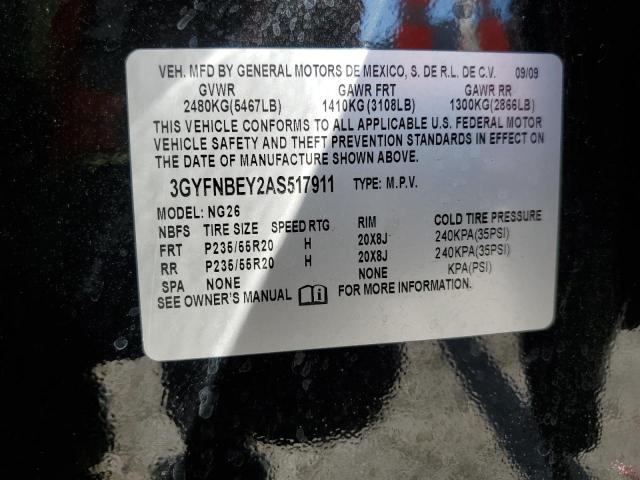 VEH. MFD BY GENERAL MOTORS DE MEXICO, S. DE R.L. DE C.V. 09/09
GVWR GAWR FRT GAWR RR
2480KG(5467LB) 1410KG(3108LB) 1300KG(2866LB)
THIS VEHICLE CONFORMS TO ALL APPLICABLE U.S. FEDERAL MOTOR
VEHICLE SAFETY AND THEFT PREVENTION STANDARDS IN EFFECT ON THE
DATE OF MANUFACTURE SHOWN ABOVE.
3GYFNBEY2AS517911 TYPE: M.P.V.
MODEL: NG26
NBFS TIRE SIZE SPEED RTG RIM COLD TIRE PRESSURE
FRT P235/55R20 H 20X8J 240KPA(35PSI)
RR P235/55R20 H 20X8J 240KPA(35PSI)
SPA NONE NONE KPA(PSI)
SEE OWNER'S MANUAL FOR MORE INFORMATION.